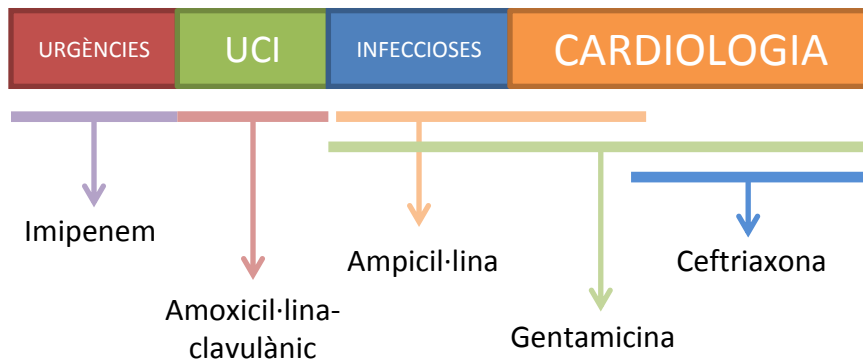 URGÈNCIES
UCI
INFECCIOSES
CARDIOLOGIA
Imipenem
Amoxicil·lina-
clavulànic
Ampicil·lina
Gentamicina
Ceftriaxona